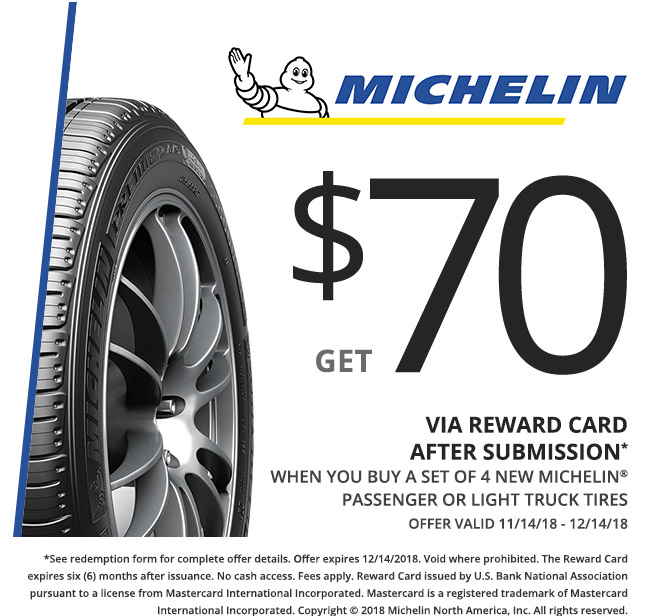 MICHELIN
$70
GET
VIA REWARD CARD
AFTER SUBMISSION*
WHEN YOU BUY A SET OF 4 NEW MICHELIN®
PASSENGER OR LIGHT TRUCK TIRES
OFFER VALID 11/14/18 - 12/14/18
MICHELIN PREMIER A/S
*See redemption form for complete offer details. Offer expires 12/14/2018. Void where prohibited. The Reward Card
expires six (6) months after issuance. No cash access. Fees apply. Reward Card issued by U.S. Bank National Association
pursuant to a license from Mastercard International Incorporated. Mastercard is a registered trademark of Mastercard
International Incorporated. Copyright © 2018 Michelin North America, Inc. All rights reserved.